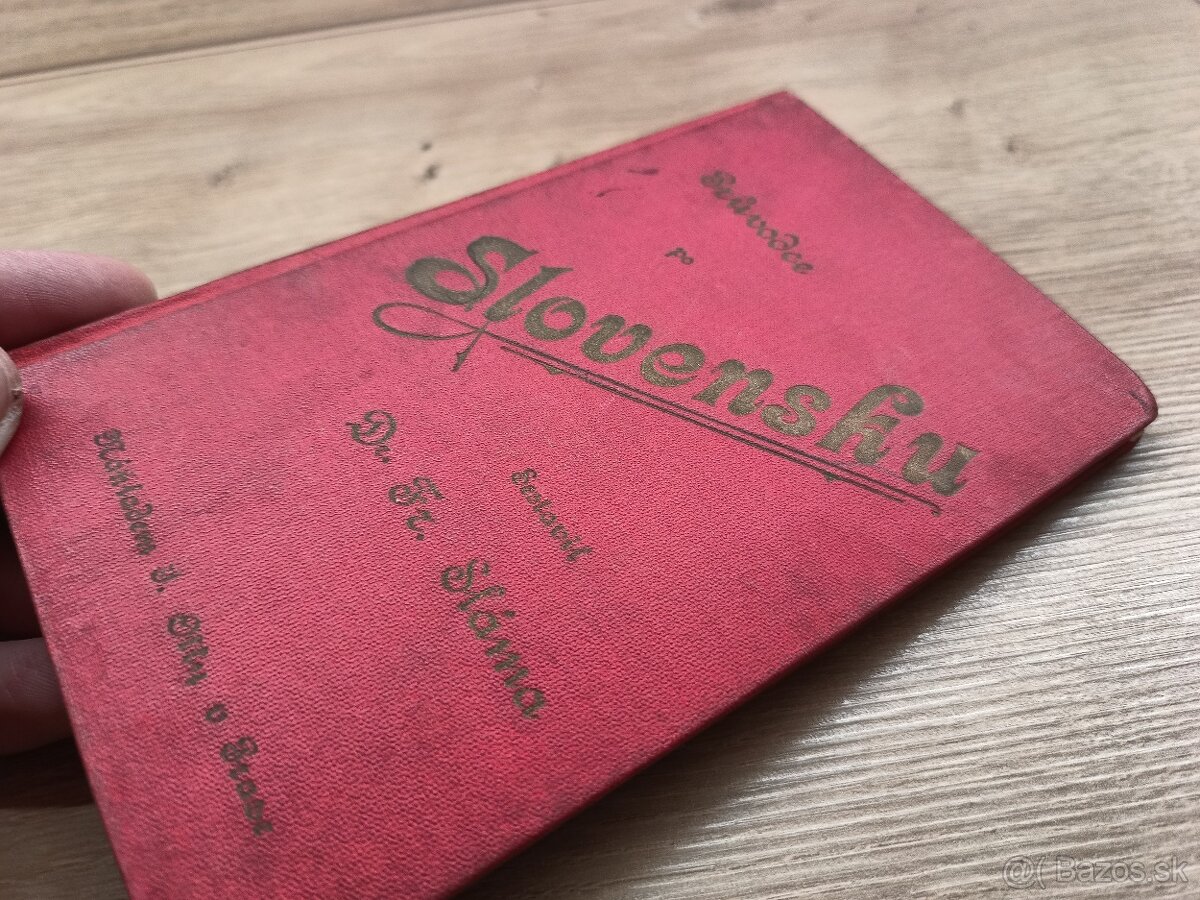 Průvodce
po
Slovensku
Sestavil
Dr. Fr. Sláma
Nákladem J. Otty v Praze
@( Bazos.sk